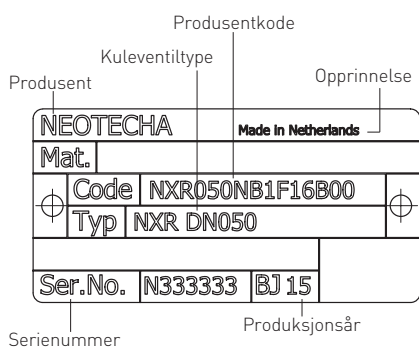 Produsentkode
Kuleventiltype
Produsent
Opprinnelse
NEOTECHA Made in Netherlands
Mat.
Code NXR050NB1F16B00
Typ NXR DN050
Ser.No. N333333 BJ 15
Produksjonsår
Serienummer